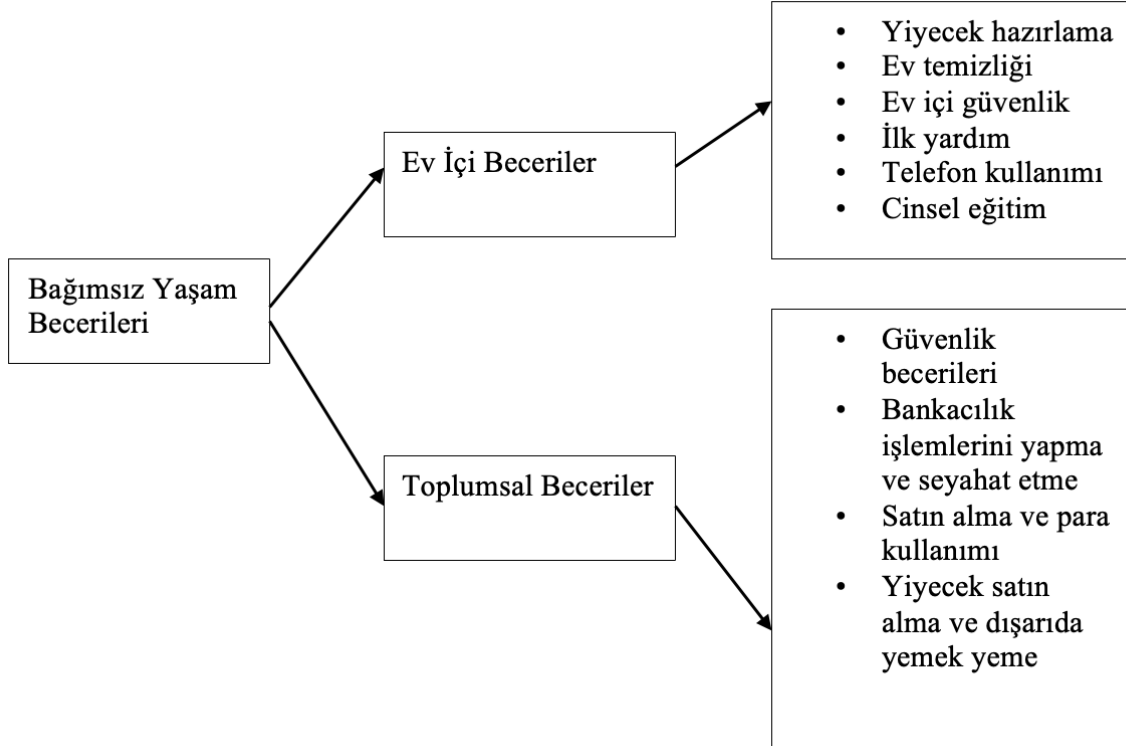 Bağımsız Yaşam
Becerileri
Ev İçi Beceriler
• Yiyecek hazırlama
• Ev temizliği
• Ev içi güvenlik
• İlk yardım
• Telefon kullanımı
• Cinsel eğitim
Toplumsal Beceriler
• Güvenlik
becerileri
• Bankacılık
işlemlerini yapma
ve seyahat etme
• Satın alma ve para
kullanımı
• Yiyecek satın
alma ve dışarıda
yemek yeme